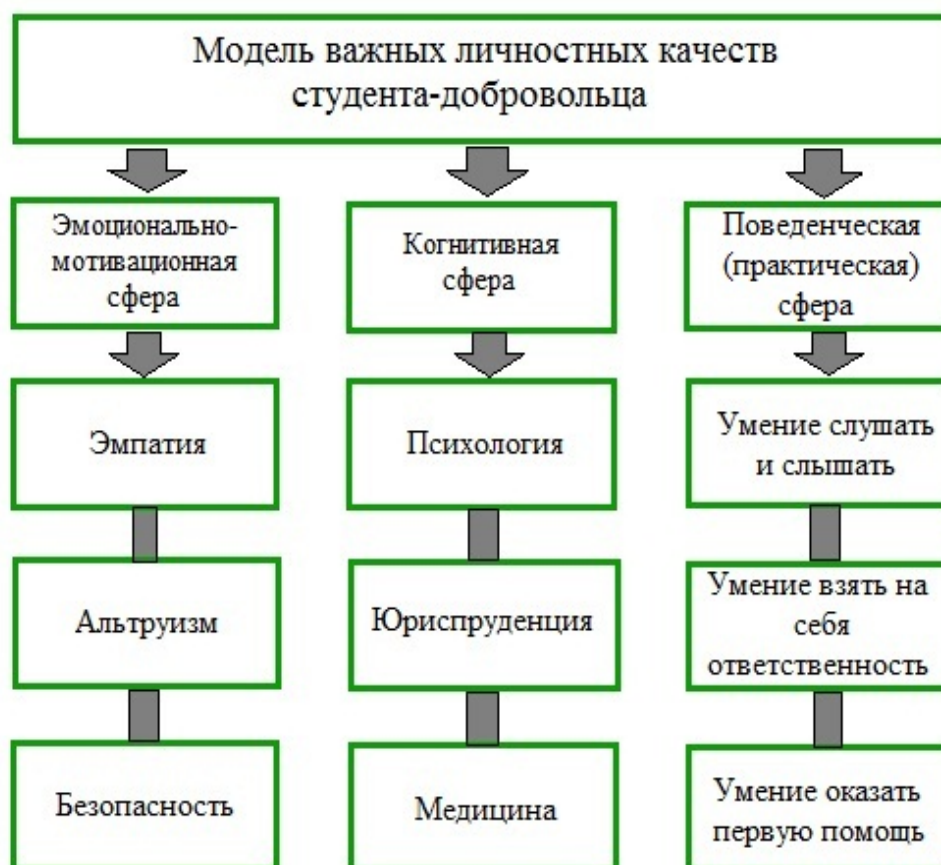 Модель важных личностных качеств
студента-добровольца
Эмоционально-
мотивационная
сфера
Когнитивная
сфера
Поведенческая
(практическая)
сфера
Эмпатия
Психология
Умение слушать
и слышать
Альтруизм
Юриспруденция
Умение взять на
себя
ответственность
Безопасность
Медицина
Умение оказать
первую помощь